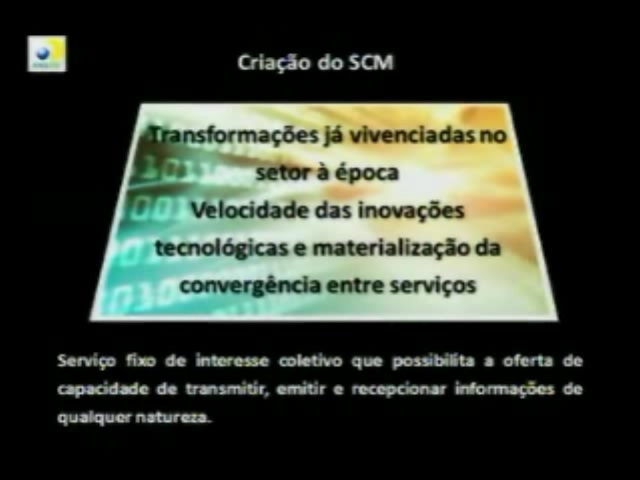 Criação do SCM
Transformações já vivenciadas no
setor à época
Velocidade das inovações
tecnológicas e materialização da
convergência entre serviços
Serviço fixo de interesse coletivo que possibilita a oferta de
capacidade de transmitir, emitir e recepcionar informações de
qualquer natureza.